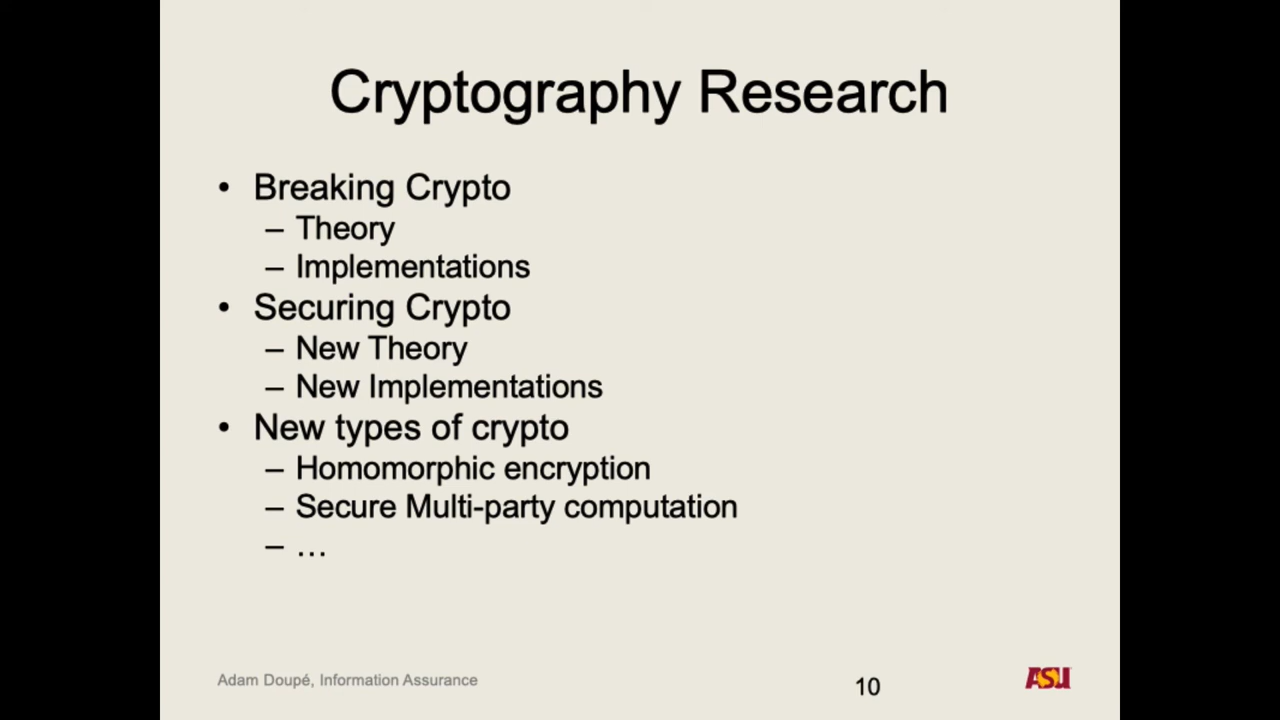 Cryptography Research
• Breaking Crypto
– Theory
– Implementations
• Securing Crypto
– New Theory
– New Implementations
• New types of crypto
– Homomorphic encryption
– Secure Multi-party computation
– …
Adam Doupé, Information Assurance
10
ASU